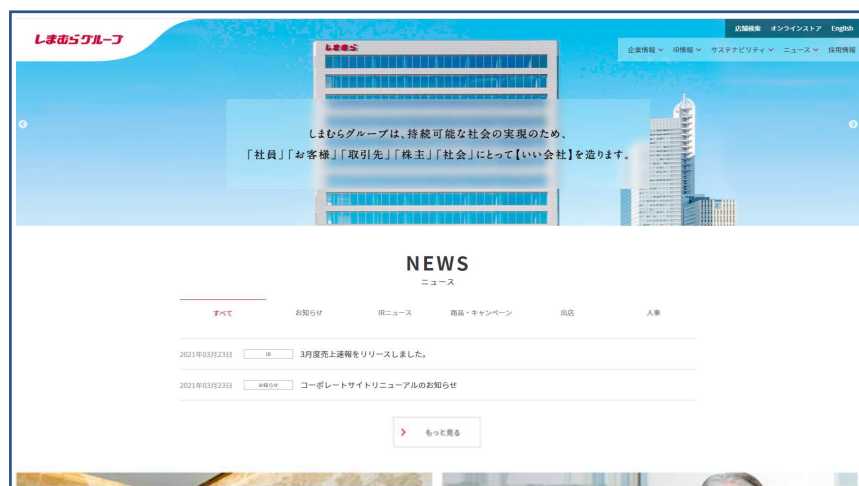 しまむらグループ
店舗検索 オンラインストア English
企業情報 IR情報 サステナビリティ ニュース 採用情報
しまむら
しまむらグループは、持続可能な社会の実現のため、
「社員」「お客様」「取引先」「株主」「社会」にとって【いい会社】を造ります。
NEWS
ニュース
すべて お知らせ IRニュース 商品・キャンペーン 出店 人事
2021年03月23日 IR 3月度売上速報をリリースしました。
2021年03月23日 お知らせ コーポレートサイトリニューアルのお知らせ
もっと見る